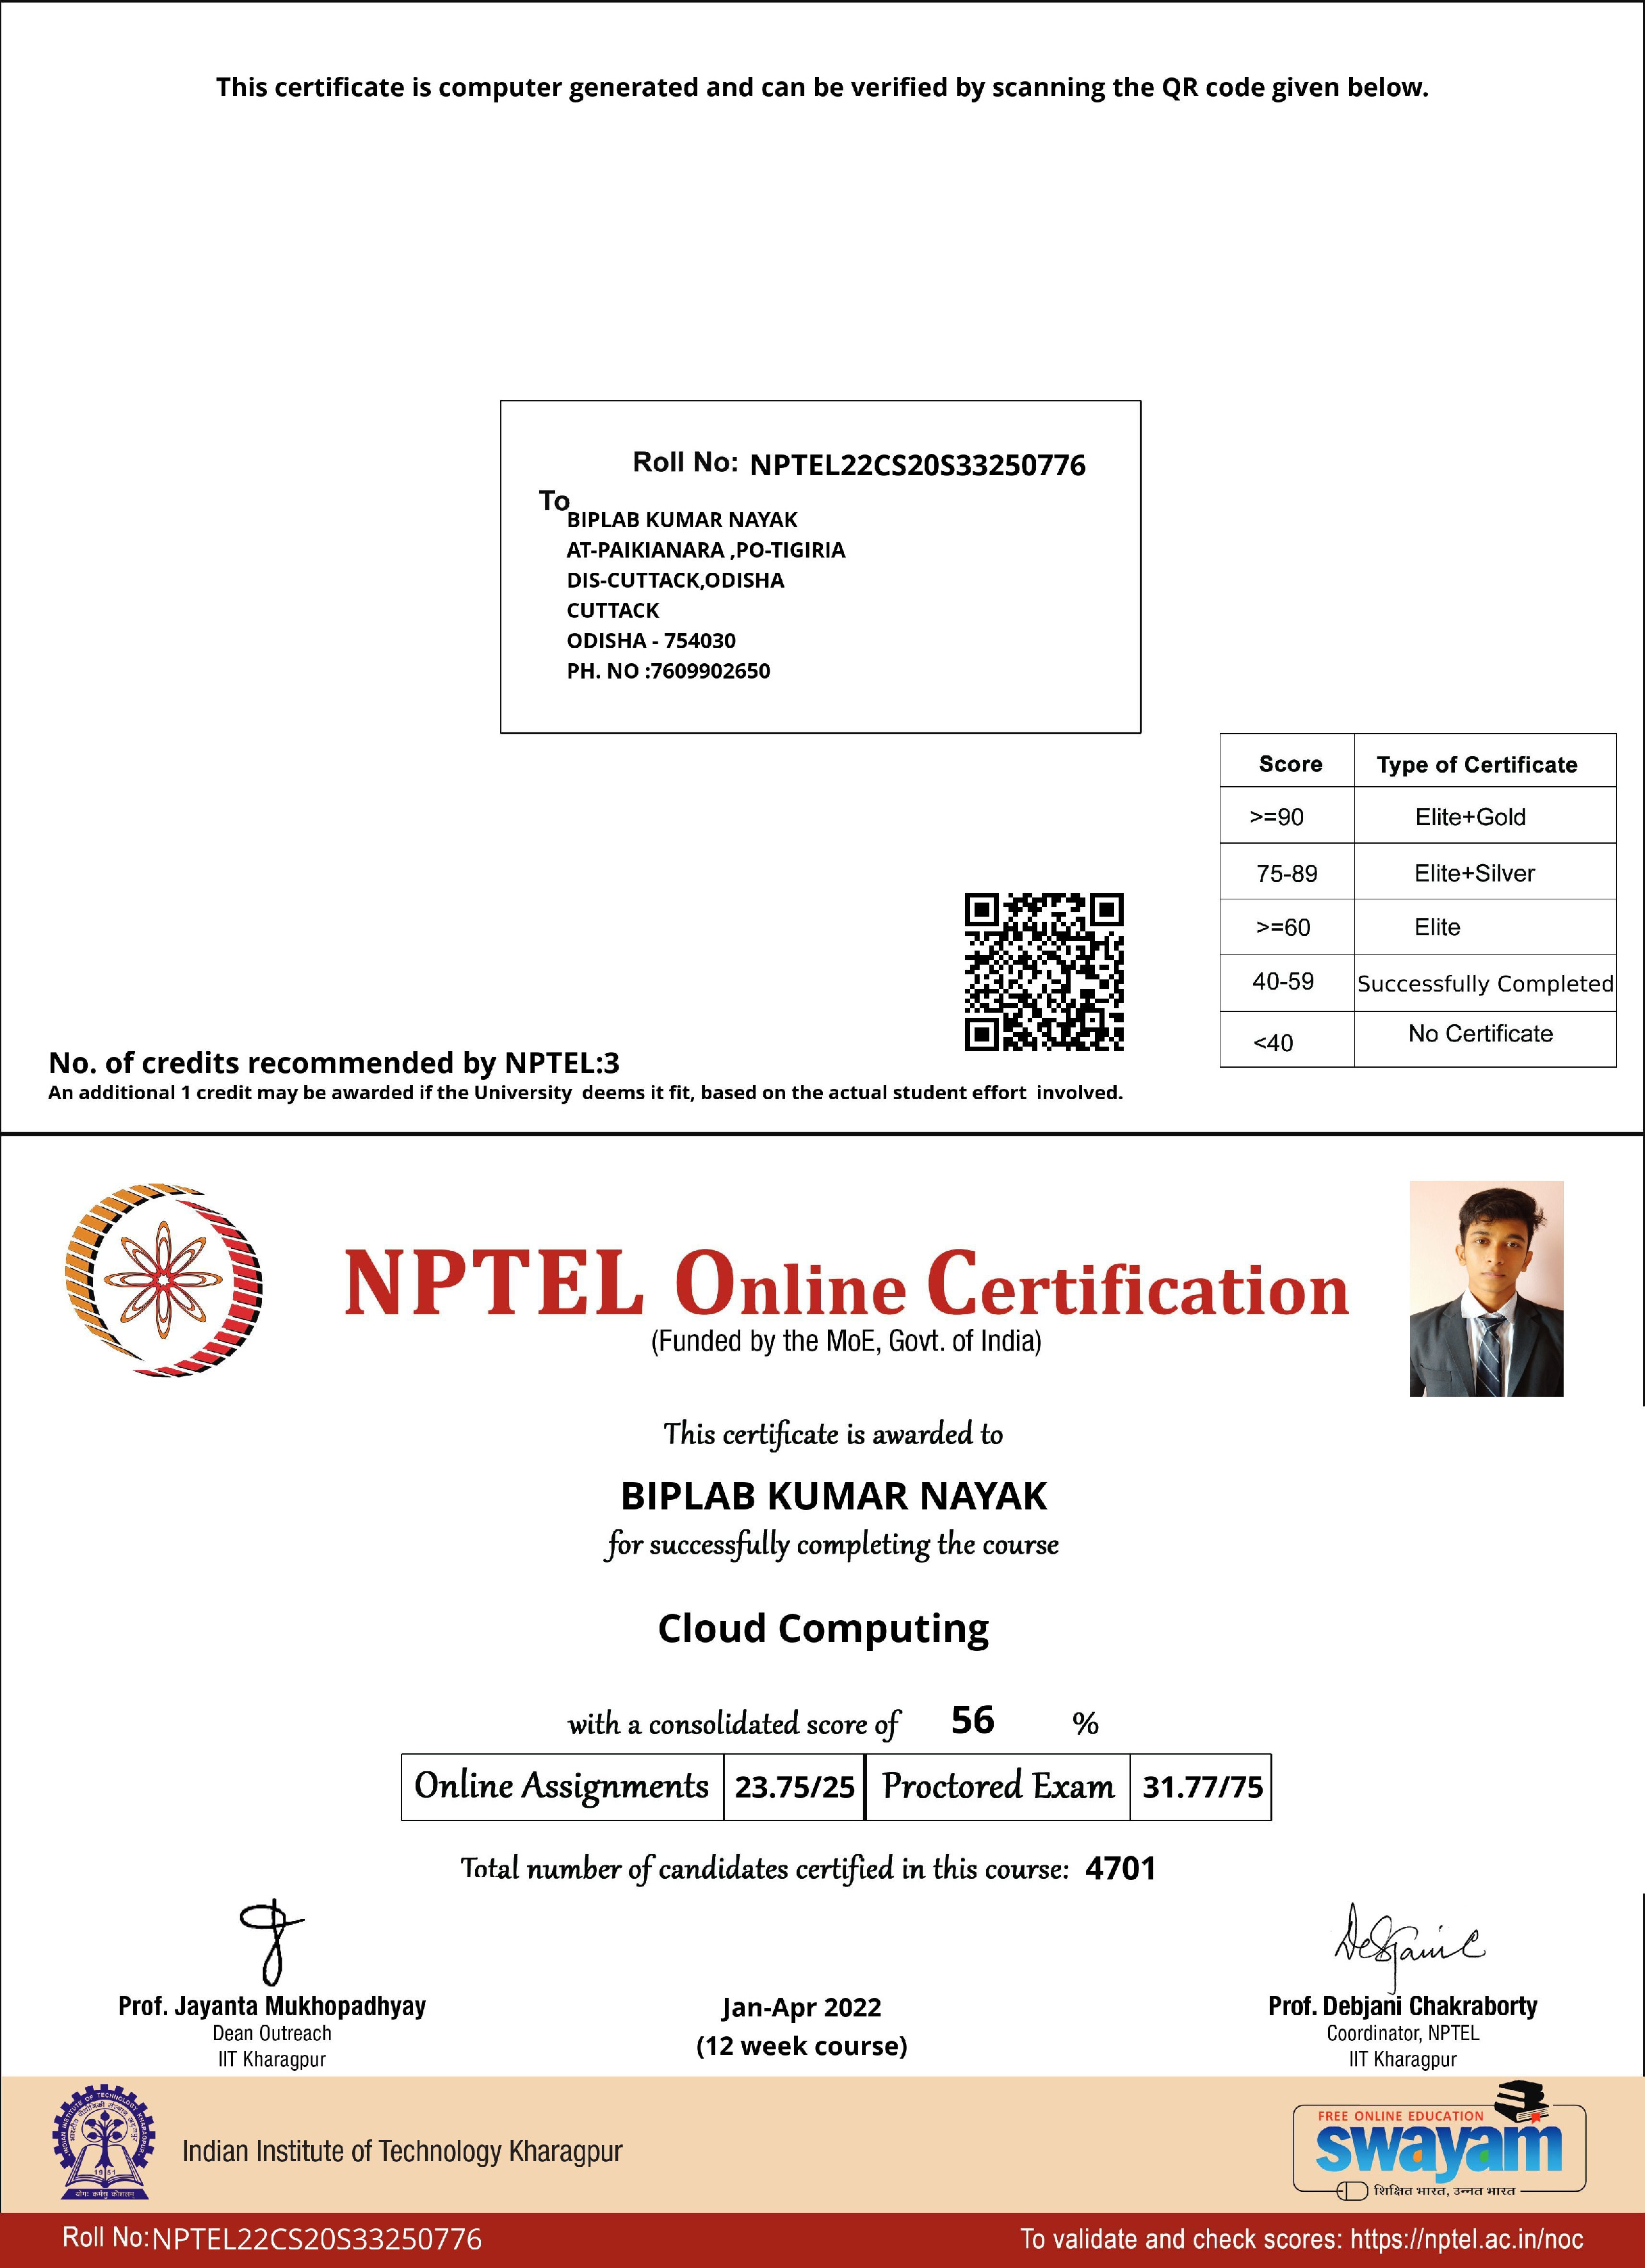 This certificate is computer generated and can be verified by scanning the QR code given below.
Roll No: NPTEL22CS20S33250776
To
BIPLAB KUMAR NAYAK
AT-PAIKIANARA ,PO-TIGIRIA
DIS-CUTTACK,ODISHA
CUTTACK
ODISHA - 754030
PH. NO :7609902650
Score Type of Certificate
>=90 Elite+Gold
75-89 Elite+Silver
>=60 Elite
40-59 Successfully Completed
<40 No Certificate
No. of credits recommended by NPTEL:3
An additional 1 credit may be awarded if the University deems it fit, based on the actual student effort involved.
NPTEL Online Certification
(Funded by the MoE, Govt. of India)
This certificate is awarded to
BIPLAB KUMAR NAYAK
for successfully completing the course
Cloud Computing
with a consolidated score of 56 %
Online Assignments 23.75/25 Proctored Exam 31.77/75
Total number of candidates certified in this course: 4701
Prof. Jayanta Mukhopadhyay
Dean Outreach
IIT Kharagpur
Jan-Apr 2022
(12 week course)
Prof. Debjani Chakraborty
Coordinator, NPTEL
IIT Kharagpur
Indian Institute of Technology Kharagpur
FREE ONLINE EDUCATION
swayam
शिक्षित भारत, उन्नत भारत
Roll No: NPTEL22CS20S33250776
To validate and check scores: https://nptel.ac.in/noc